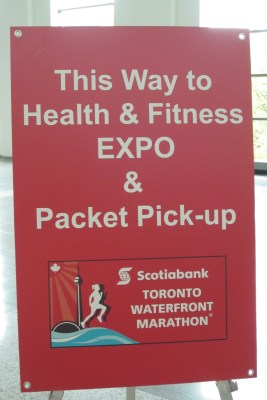 This Way to
Health & Fitness
EXPO
&
Packet Pick-up
Scotiabank
TORONTO
WATERFRONT
MARATHON®